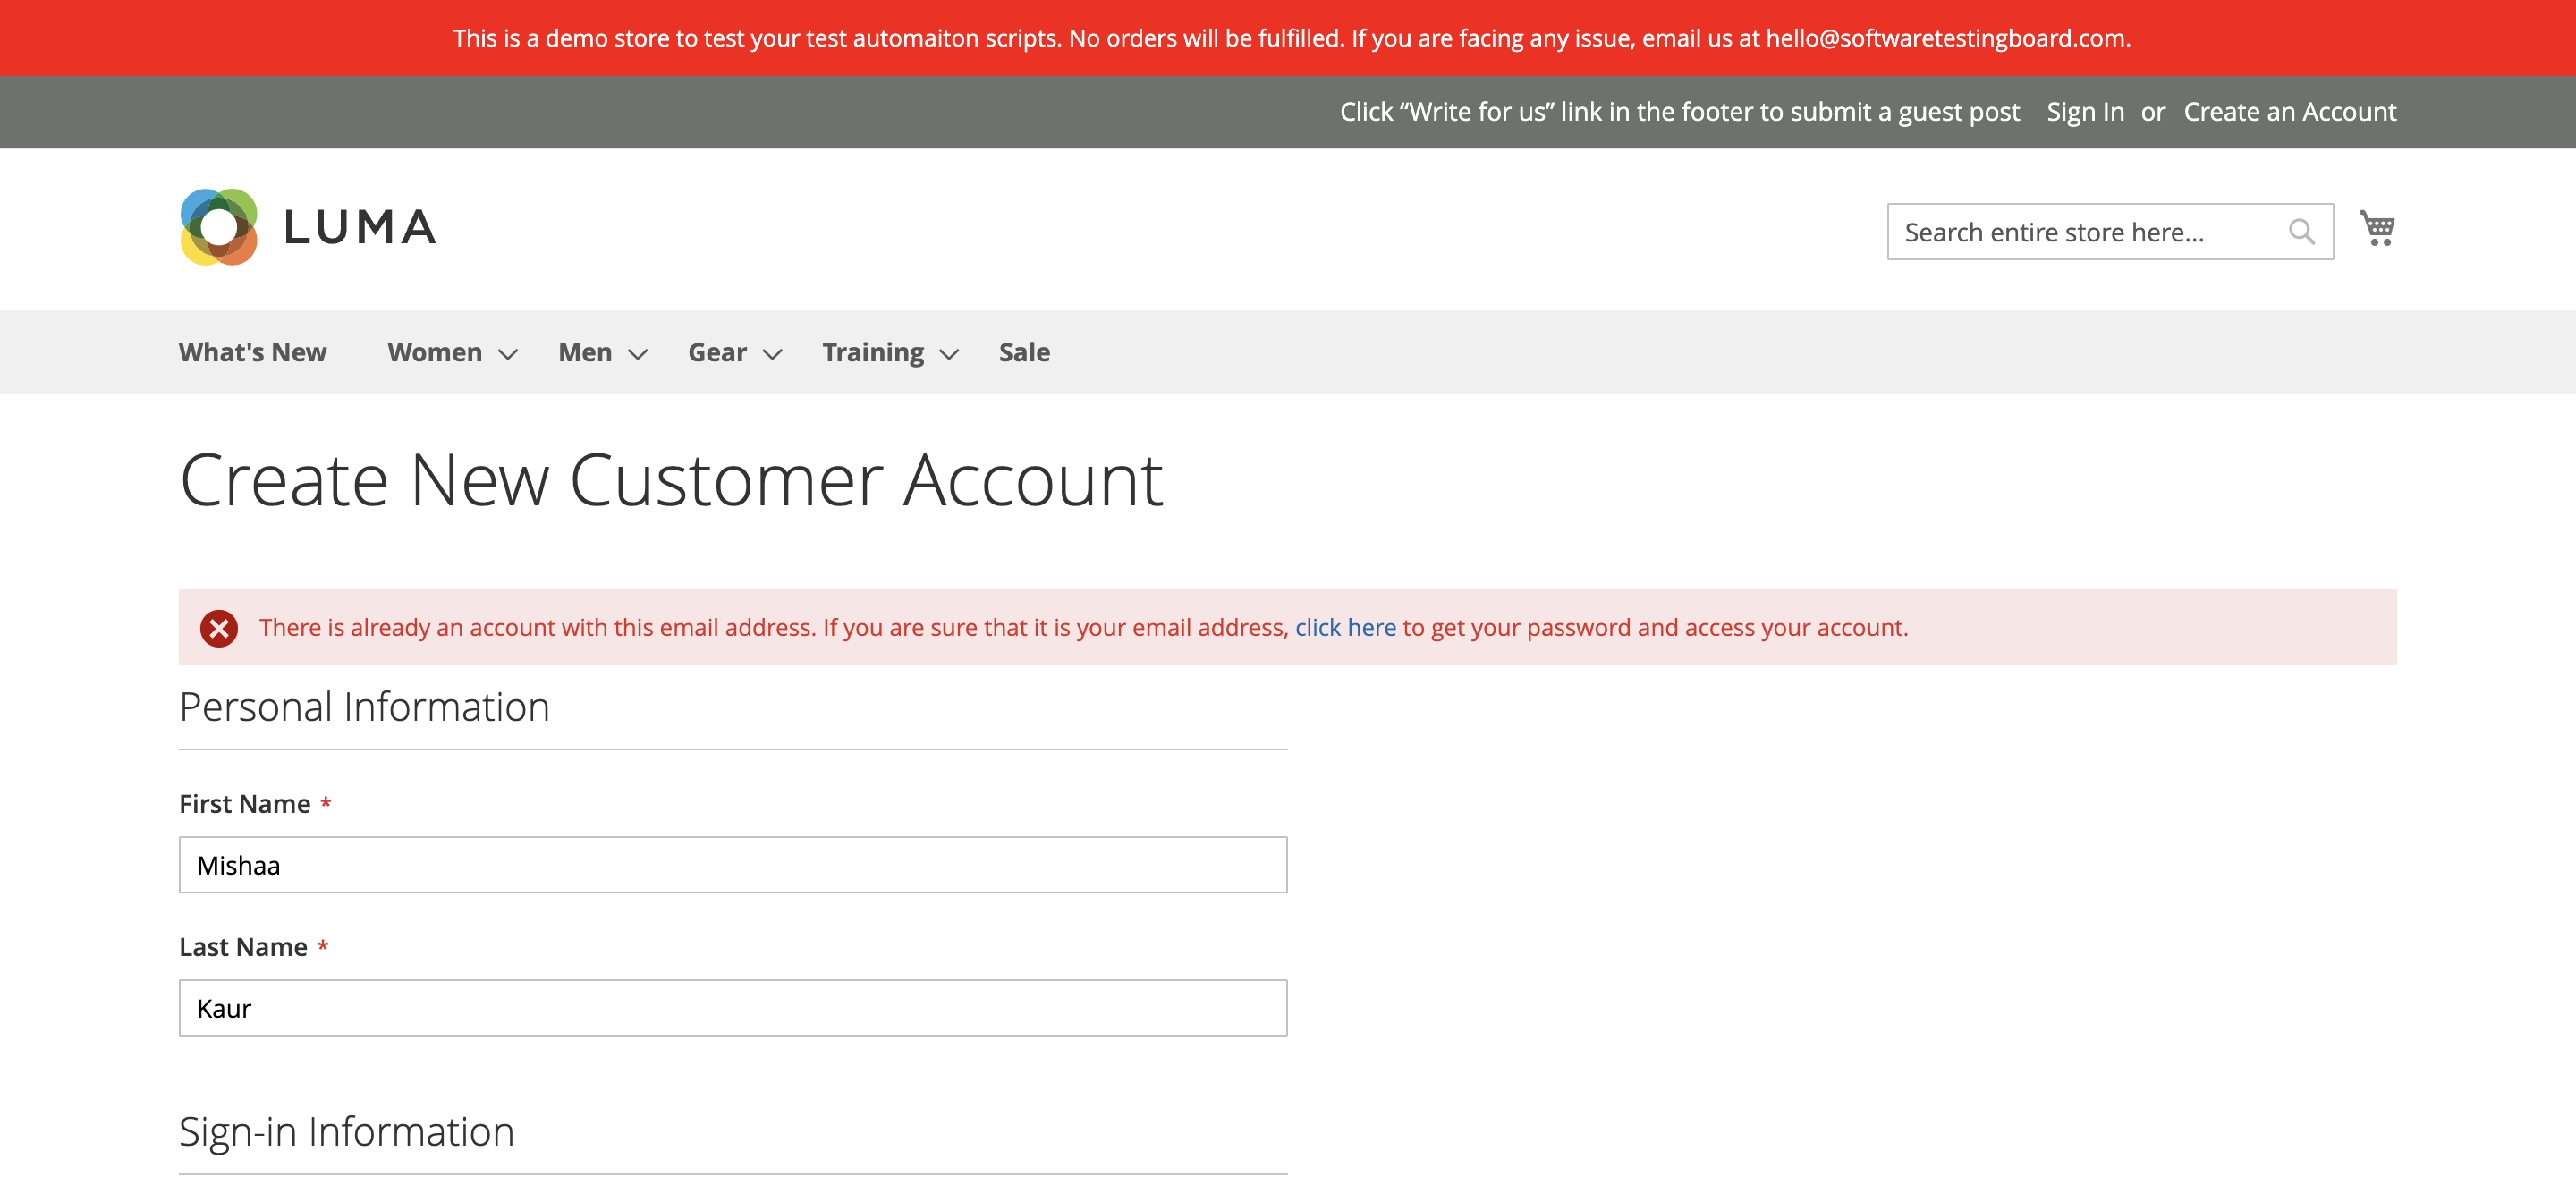 This is a demo store to test your test automaiton scripts. No orders will be fulfilled. If you are facing any issue, email us at hello@softwaretestingboard.com.
Click “Write for us” link in the footer to submit a guest post Sign In or Create an Account
LUMA
Search entire store here...
What's New Women Men Gear Training Sale
Create New Customer Account
There is already an account with this email address. If you are sure that it is your email address, click here to get your password and access your account.
Personal Information
First Name *
Mishaa
Last Name *
Kaur
Sign-in Information